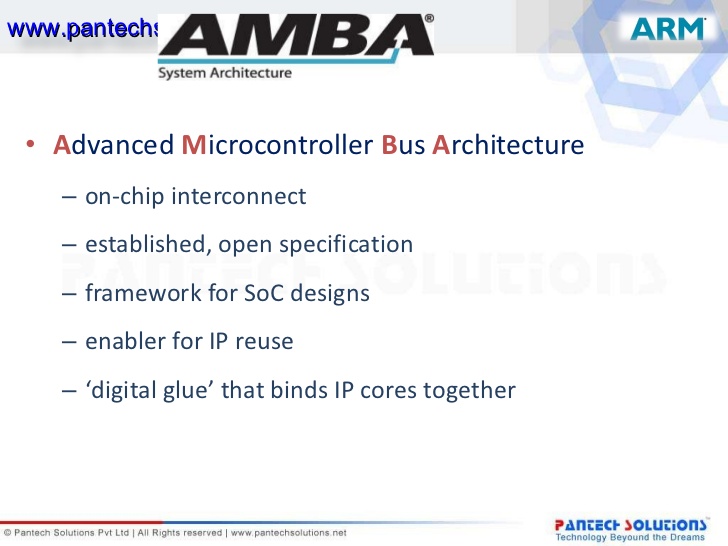 www.pantechs
AMBA®
System Architecture
ARM
• Advanced Microcontroller Bus Architecture
– on-chip interconnect
– established, open specification
– framework for SoC designs
– enabler for IP reuse
– ‘digital glue’ that binds IP cores together
PANTECH SOLUTIONS
© Pantech Solutions Pvt Ltd | All Rights reserved | www.pantechsolutions.net
PANTECH SOLUTIONS™
Technology Beyound the Dreams